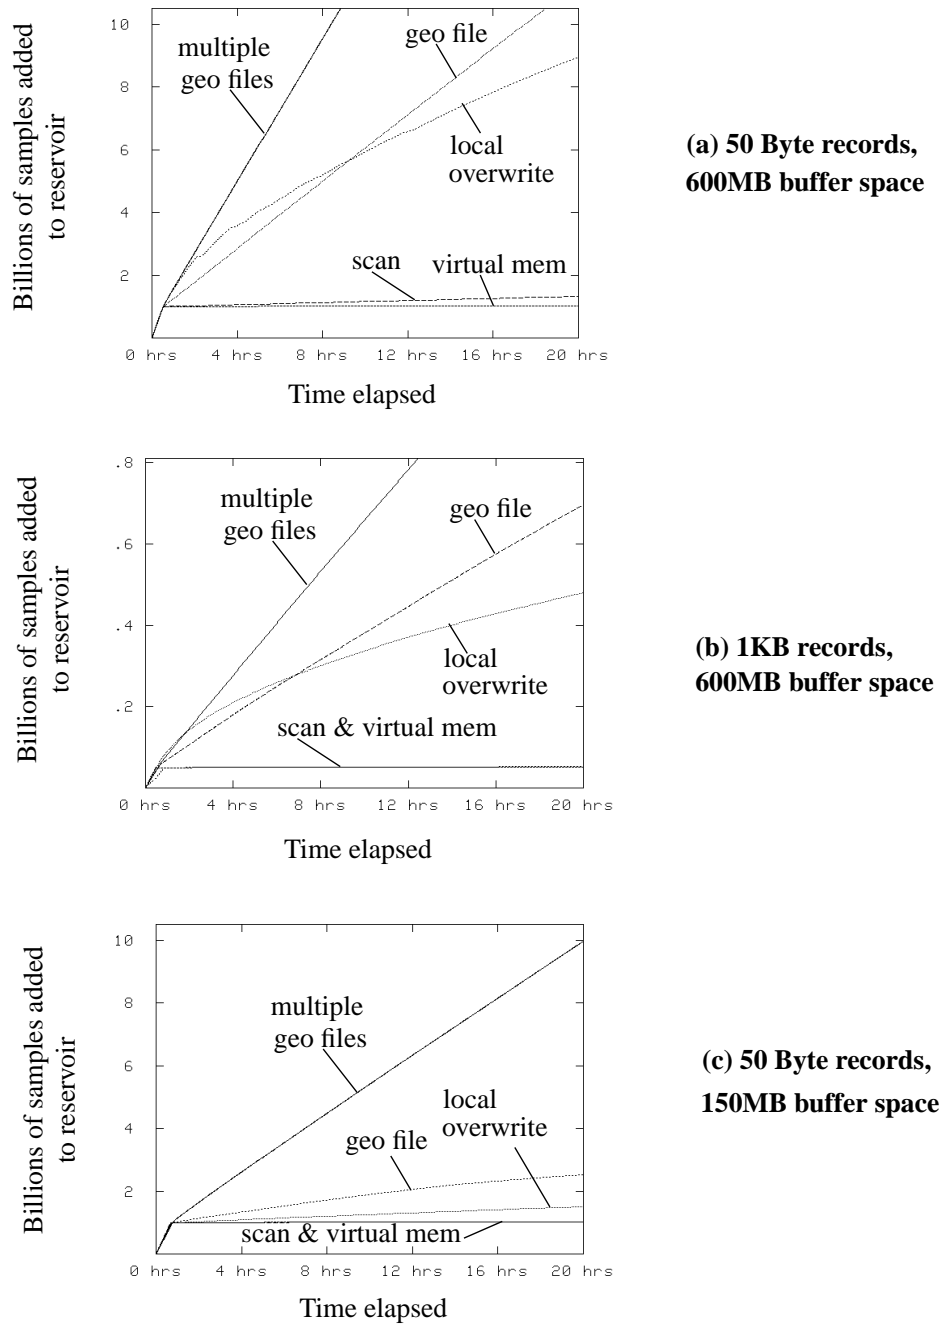 10
8
6
4
2
0 hrs
4 hrs
8 hrs
12 hrs
16 hrs
20 hrs
Billions of samples added
to reservoir
Time elapsed
multiple
geo files
geo file
local
overwrite
scan
virtual mem
(a) 50 Byte records,
600MB buffer space
.8
.6
.4
.2
0 hrs
4 hrs
8 hrs
12 hrs
16 hrs
20 hrs
Billions of samples added
to reservoir
Time elapsed
multiple
geo files
geo file
local
overwrite
scan & virtual mem
(b) 1KB records,
600MB buffer space
10
8
6
4
2
0 hrs
4 hrs
8 hrs
12 hrs
16 hrs
20 hrs
Billions of samples added
to reservoir
Time elapsed
multiple
geo files
geo file
local
overwrite
scan & virtual mem
(c) 50 Byte records,
150MB buffer space